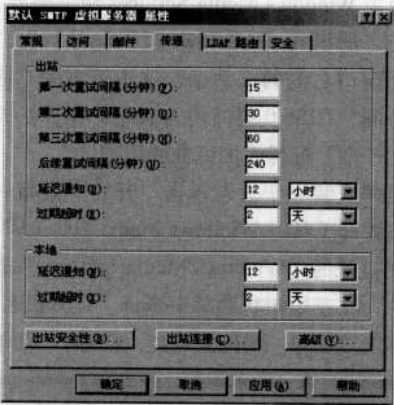 默认 SMTP 虚拟服务器 属性
常规 访问 邮件 传递 LDAP 路由 安全
出站
第一次重试间隔(分钟)(F): 15
第二次重试间隔(分钟)(S): 30
第三次重试间隔(分钟)(H): 60
后续重试间隔(分钟)(U): 240
延迟通知(D): 12 小时
过期超时(E): 2 天
本地
延迟通知(N): 12 小时
过期超时(X): 2 天
出站安全性 出站连接(C)... 高级(V)...
确定 取消 应用(A) 帮助